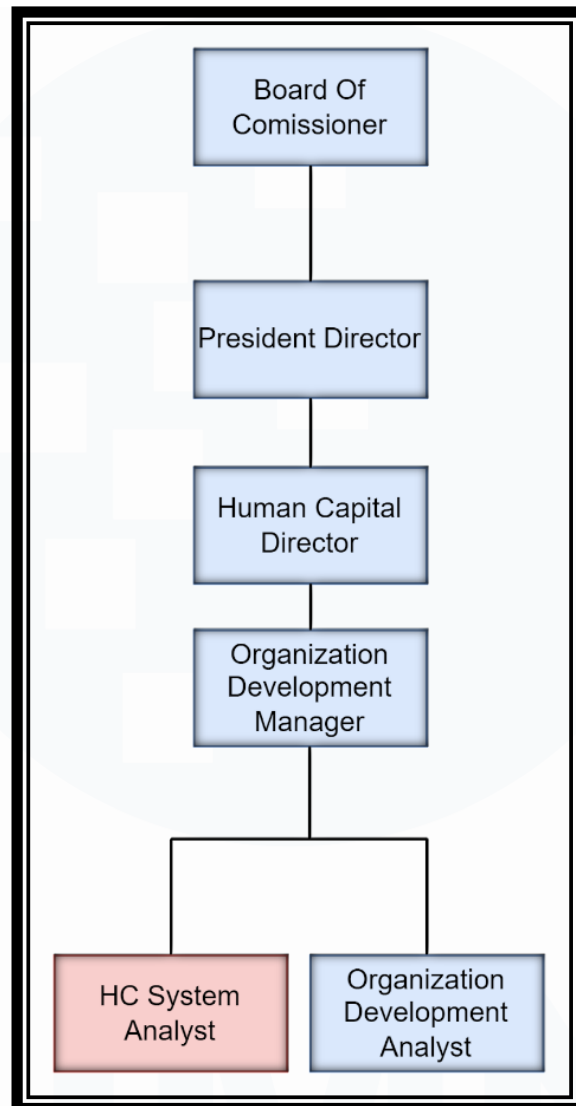 Board Of
Comissioner
President Director
Human Capital
Director
Organization
Development
Manager
HC System
Analyst
Organization
Development
Analyst